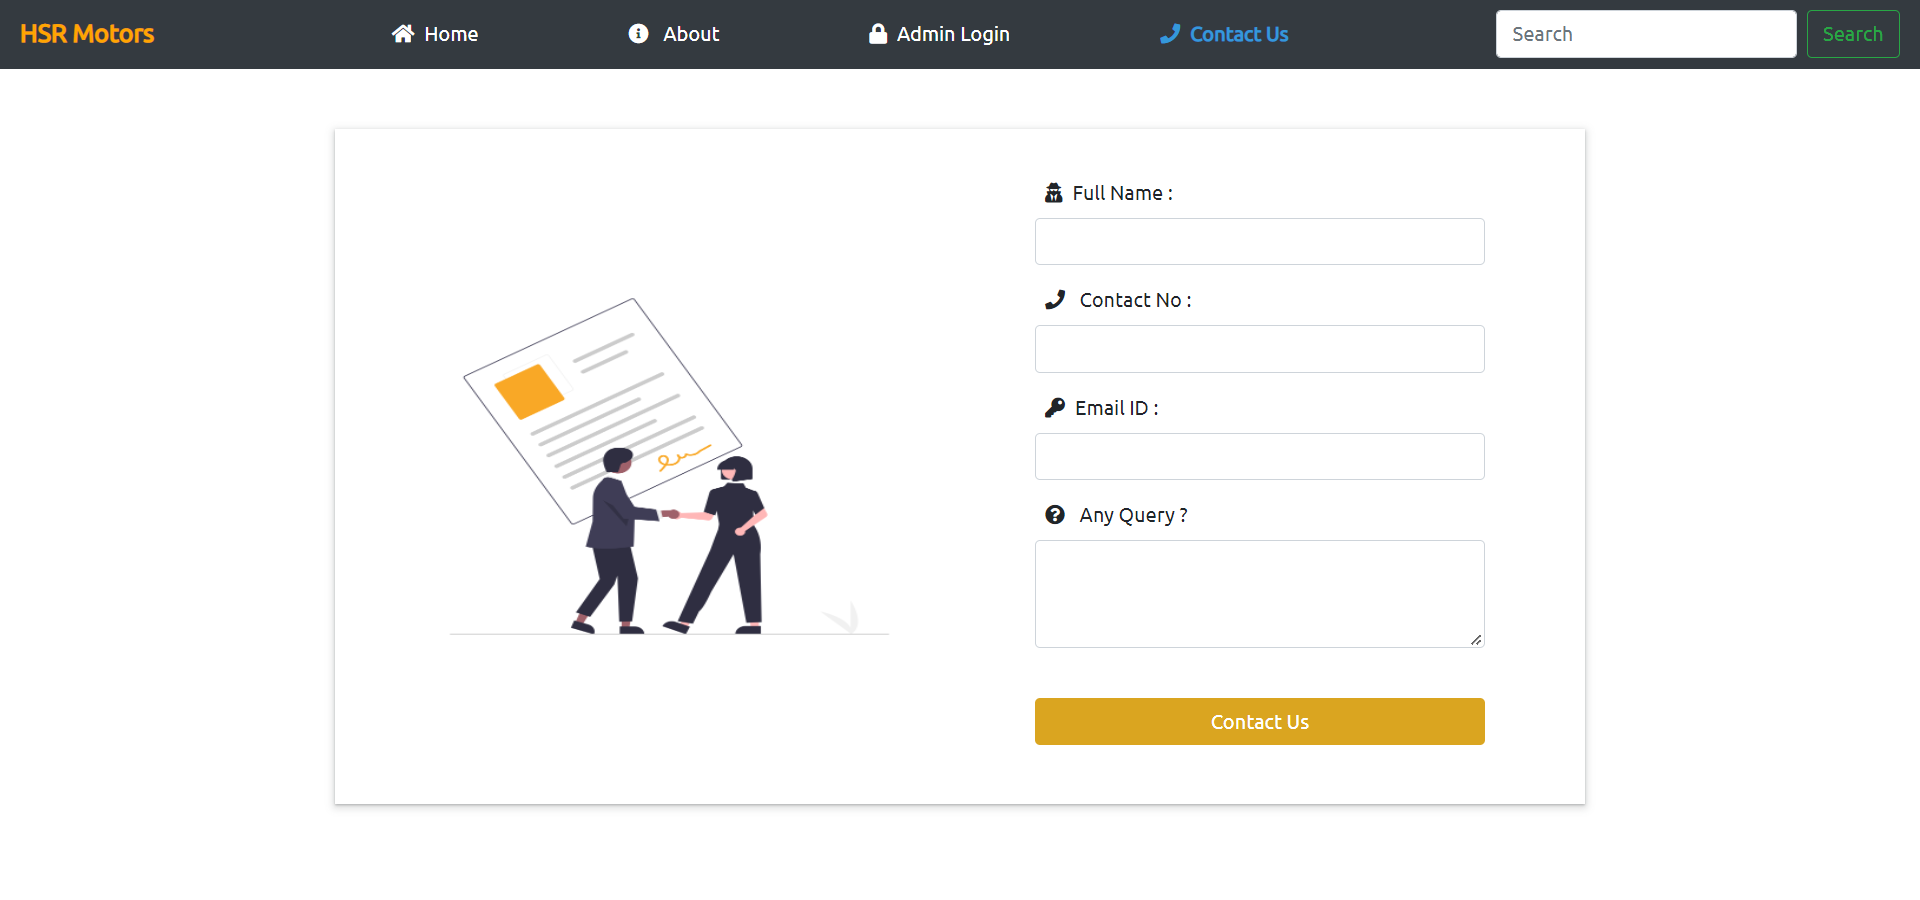 HSR Motors Home About Admin Login Contact Us Search Search
Full Name :
Contact No :
Email ID :
Any Query ?
Contact Us